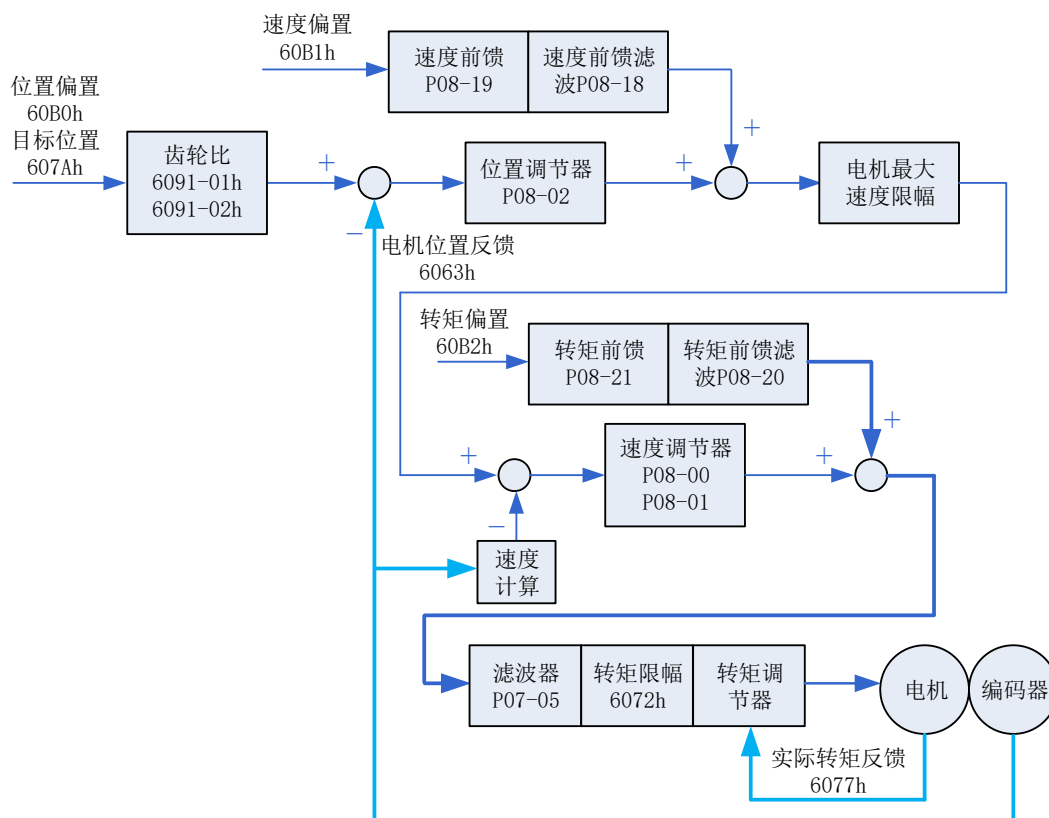 速度偏置
60B1h
速度前馈
P08-19
速度前馈滤
波P08-18
位置偏置
60B0h
目标位置
607Ah
齿轮比
6091-01h
6091-02h
+
−
位置调节器
P08-02
+
+
电机最大
速度限幅
电机位置反馈
6063h
转矩偏置
60B2h
转矩前馈
P08-21
转矩前馈滤
波P08-20
+
−
速度调节器
P08-00
P08-01
+
+
速度
计算
滤波器
P07-05
转矩限幅
6072h
转矩调
节器
电机
编码器
实际转矩反馈
6077h